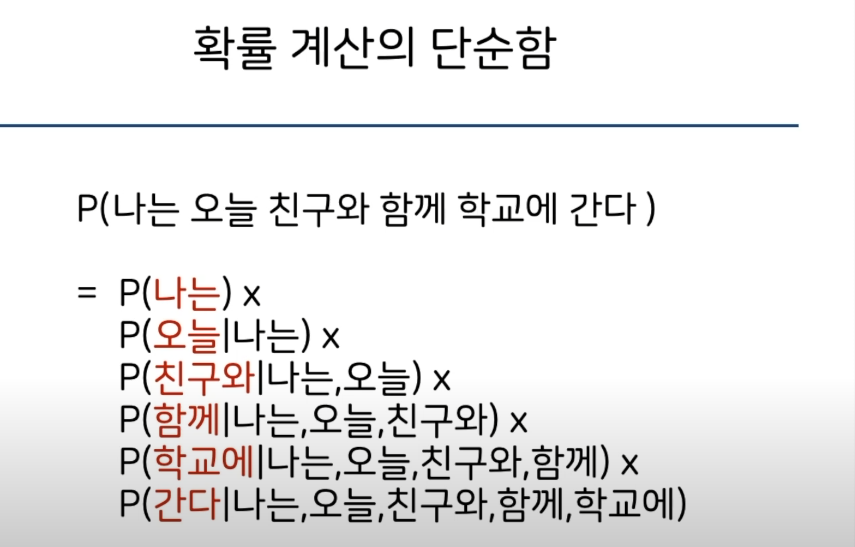 확률 계산의 단순함
P(나는 오늘 친구와 함께 학교에 간다 )
= P(나는) x
P(오늘|나는) x
P(친구와|나는,오늘) x
P(함께|나는,오늘,친구와) x
P(학교에|나는,오늘,친구와,함께) x
P(간다|나는,오늘,친구와,함께,학교에)